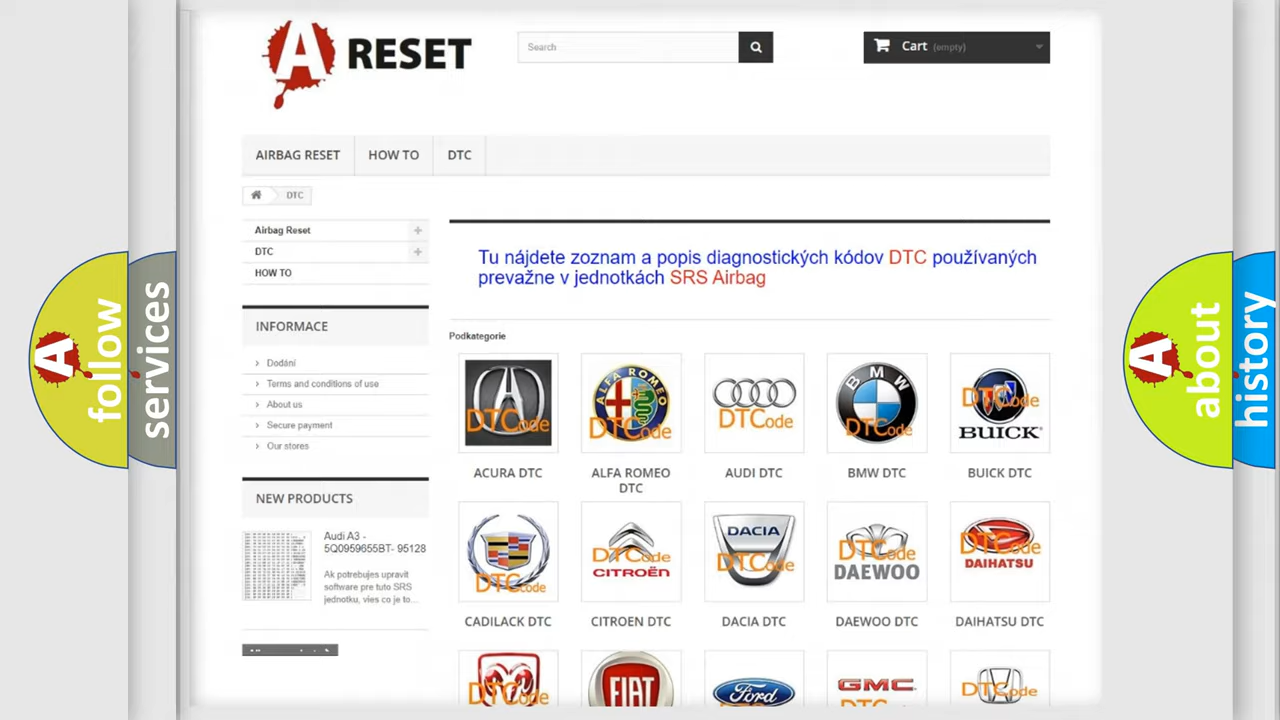 A RESET
Search
Cart (empty)
AIRBAG RESET
HOW TO
DTC
DTC
Airbag Reset
DTC
HOW TO
INFORMACE
Dodání
Terms and conditions of use
About us
Secure payment
Our stores
NEW PRODUCTS
Audi A3 -
5Q0959655BT- 95128
Ak potrebujes upravit
software pre tuto SRS
jednotku, vies co je to...
Tu nájdete zoznam a popis diagnostických kódov DTC používaných
prevažne v jednotkách SRS Airbag
Podkategorie
DTCode
ALFA ROMEO
DTCode
DTCode
BMW
DTCode
DTCode
BUICK
ACURA DTC
ALFA ROMEO
DTC
AUDI DTC
BMW DTC
BUICK DTC
DTCode
DTCode
CITROËN
DACIA
DTCode
DTCode
DAEWOO
DTCode
DAIHATSU
CADILACK DTC
CITROEN DTC
DACIA DTC
DAEWOO DTC
DAIHATSU DTC
DTCode
FIAT
Ford
GMC
DTCode
A follow
services
A about
history